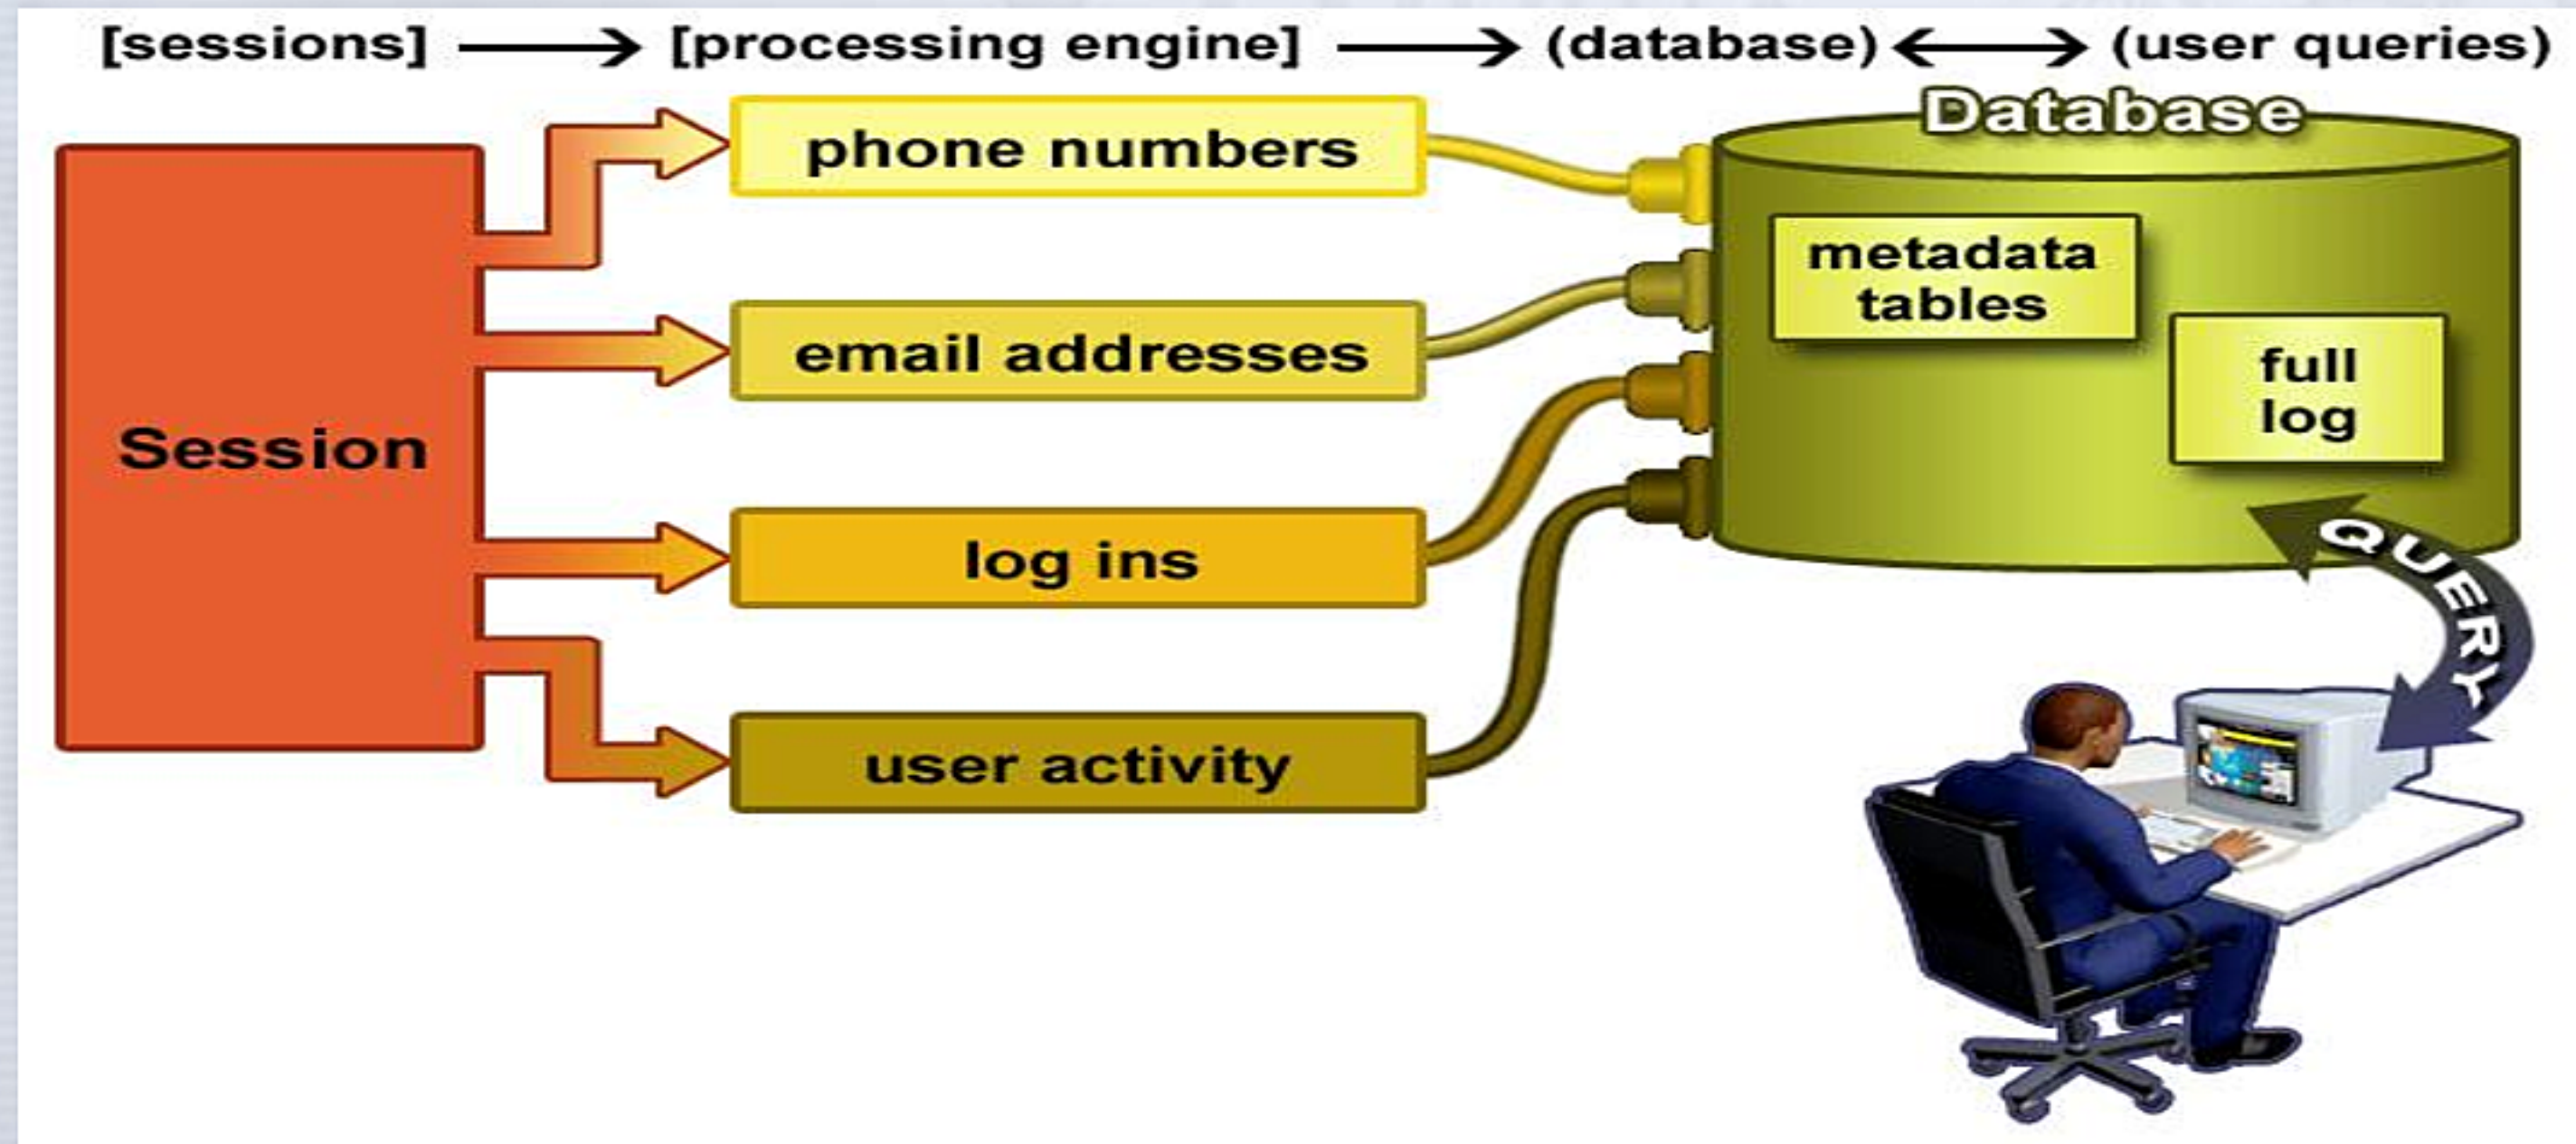 [sessions] → [processing engine] → (database) ↔ (user queries)
Database
Session
phone numbers
email addresses
log ins
user activity
metadata
tables
full
log
QUERY